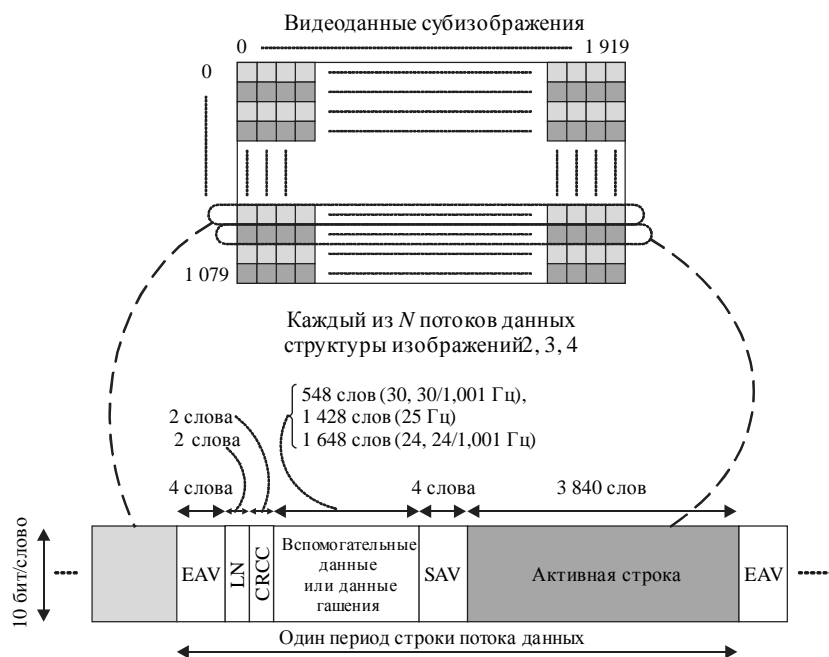 Видеоданные субизображения
0 1 919
0
1 079
Каждый из N потоков данных
структуры изображений2, 3, 4
548 слов (30, 30/1,001 Гц),
1 428 слов (25 Гц)
1 648 слов (24, 24/1,001 Гц)
2 слова
2 слова
4 слова
4 слова
3 840 слов
10 бит/слово
EAV
LN
CRCC
Вспомогательные
данные
или данные
гашения
SAV
Активная строка
EAV
Один период строки потока данных